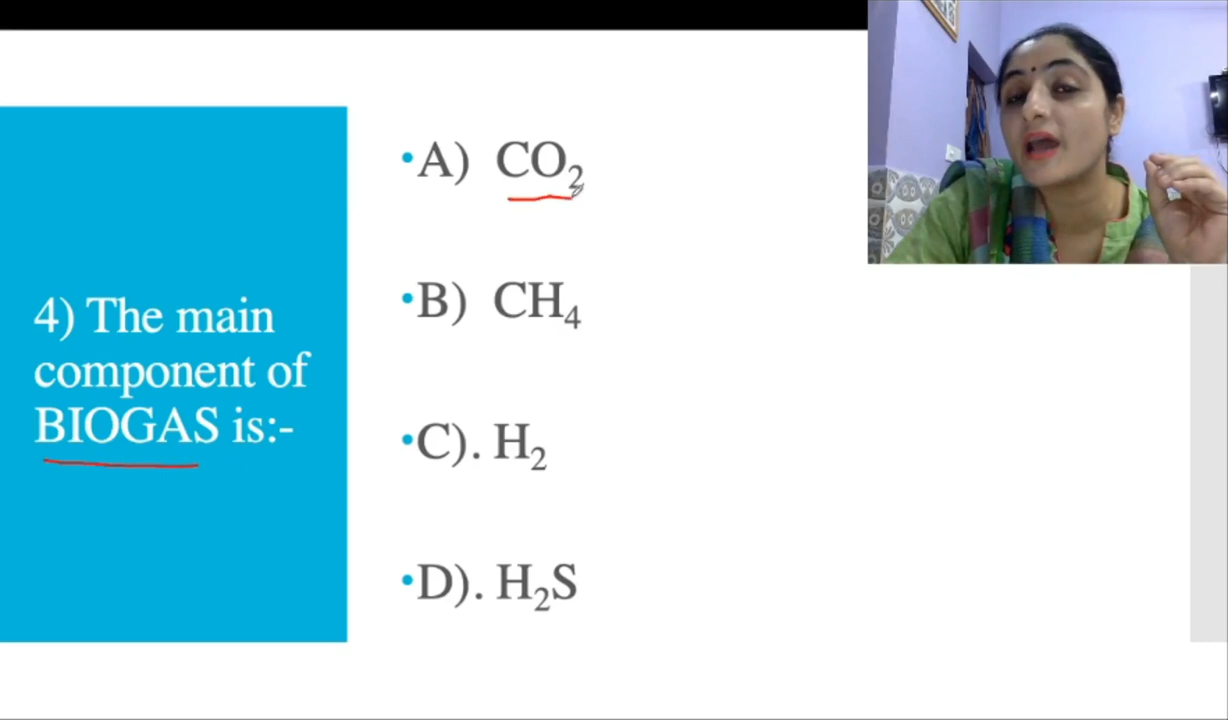 4) The main
component of
BIOGAS is:-
•A) CO₂
•B) CH₄
•C). H₂
•D). H₂S